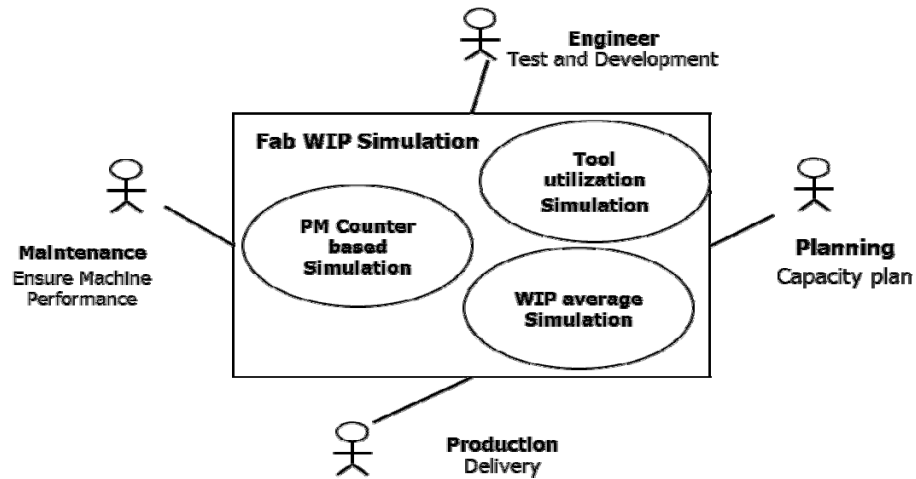 Engineer
Test and Development
Fab WIP Simulation
Tool
utilization
Simulation
PM Counter
based
Simulation
WIP average
Simulation
Maintenance
Ensure Machine
Performance
Planning
Capacity plan
Production
Delivery